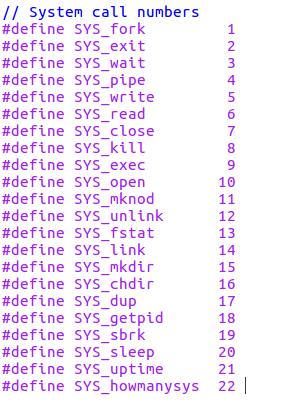 // System call numbers
#define SYS_fork 1
#define SYS_exit 2
#define SYS_wait 3
#define SYS_pipe 4
#define SYS_write 5
#define SYS_read 6
#define SYS_close 7
#define SYS_kill 8
#define SYS_exec 9
#define SYS_open 10
#define SYS_mknod 11
#define SYS_unlink 12
#define SYS_fstat 13
#define SYS_link 14
#define SYS_mkdir 15
#define SYS_chdir 16
#define SYS_dup 17
#define SYS_getpid 18
#define SYS_sbrk 19
#define SYS_sleep 20
#define SYS_uptime 21
#define SYS_howmanysys 22